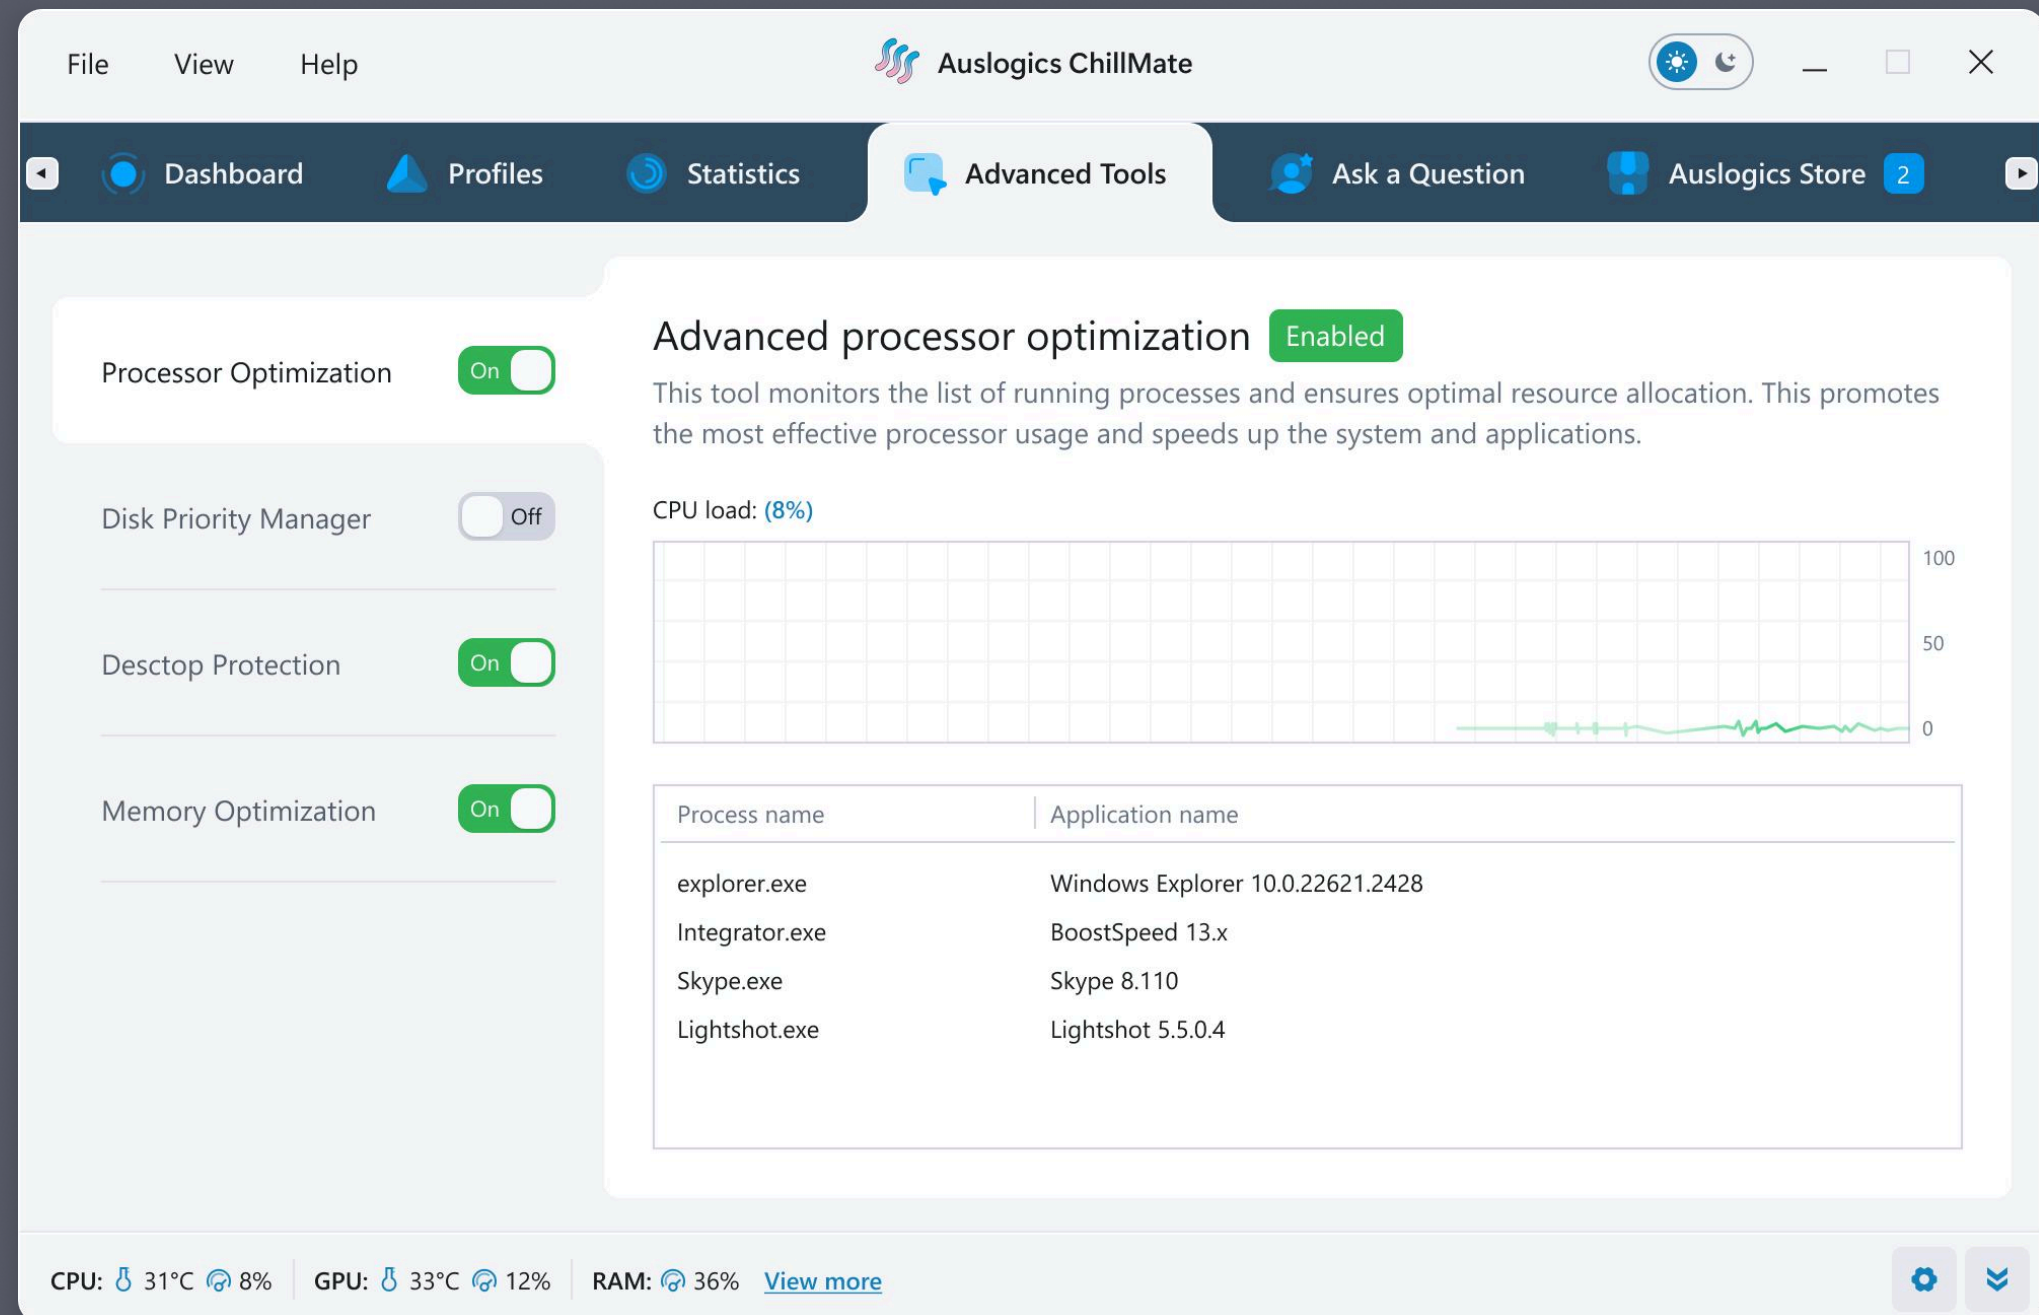 File View Help
Auslogics ChillMate
Dashboard
Profiles
Statistics
Advanced Tools
Ask a Question
Auslogics Store 2
Processor Optimization On
Disk Priority Manager Off
Desctop Protection On
Memory Optimization On
Advanced processor optimization Enabled
This tool monitors the list of running processes and ensures optimal resource allocation. This promotes
the most effective processor usage and speeds up the system and applications.
CPU load: (8%)
100
50
0
Process name Application name
explorer.exe Windows Explorer 10.0.22621.2428
Integrator.exe BoostSpeed 13.x
Skype.exe Skype 8.110
Lightshot.exe Lightshot 5.5.0.4
CPU: 31°C 8% GPU: 33°C 12% RAM: 36% View more